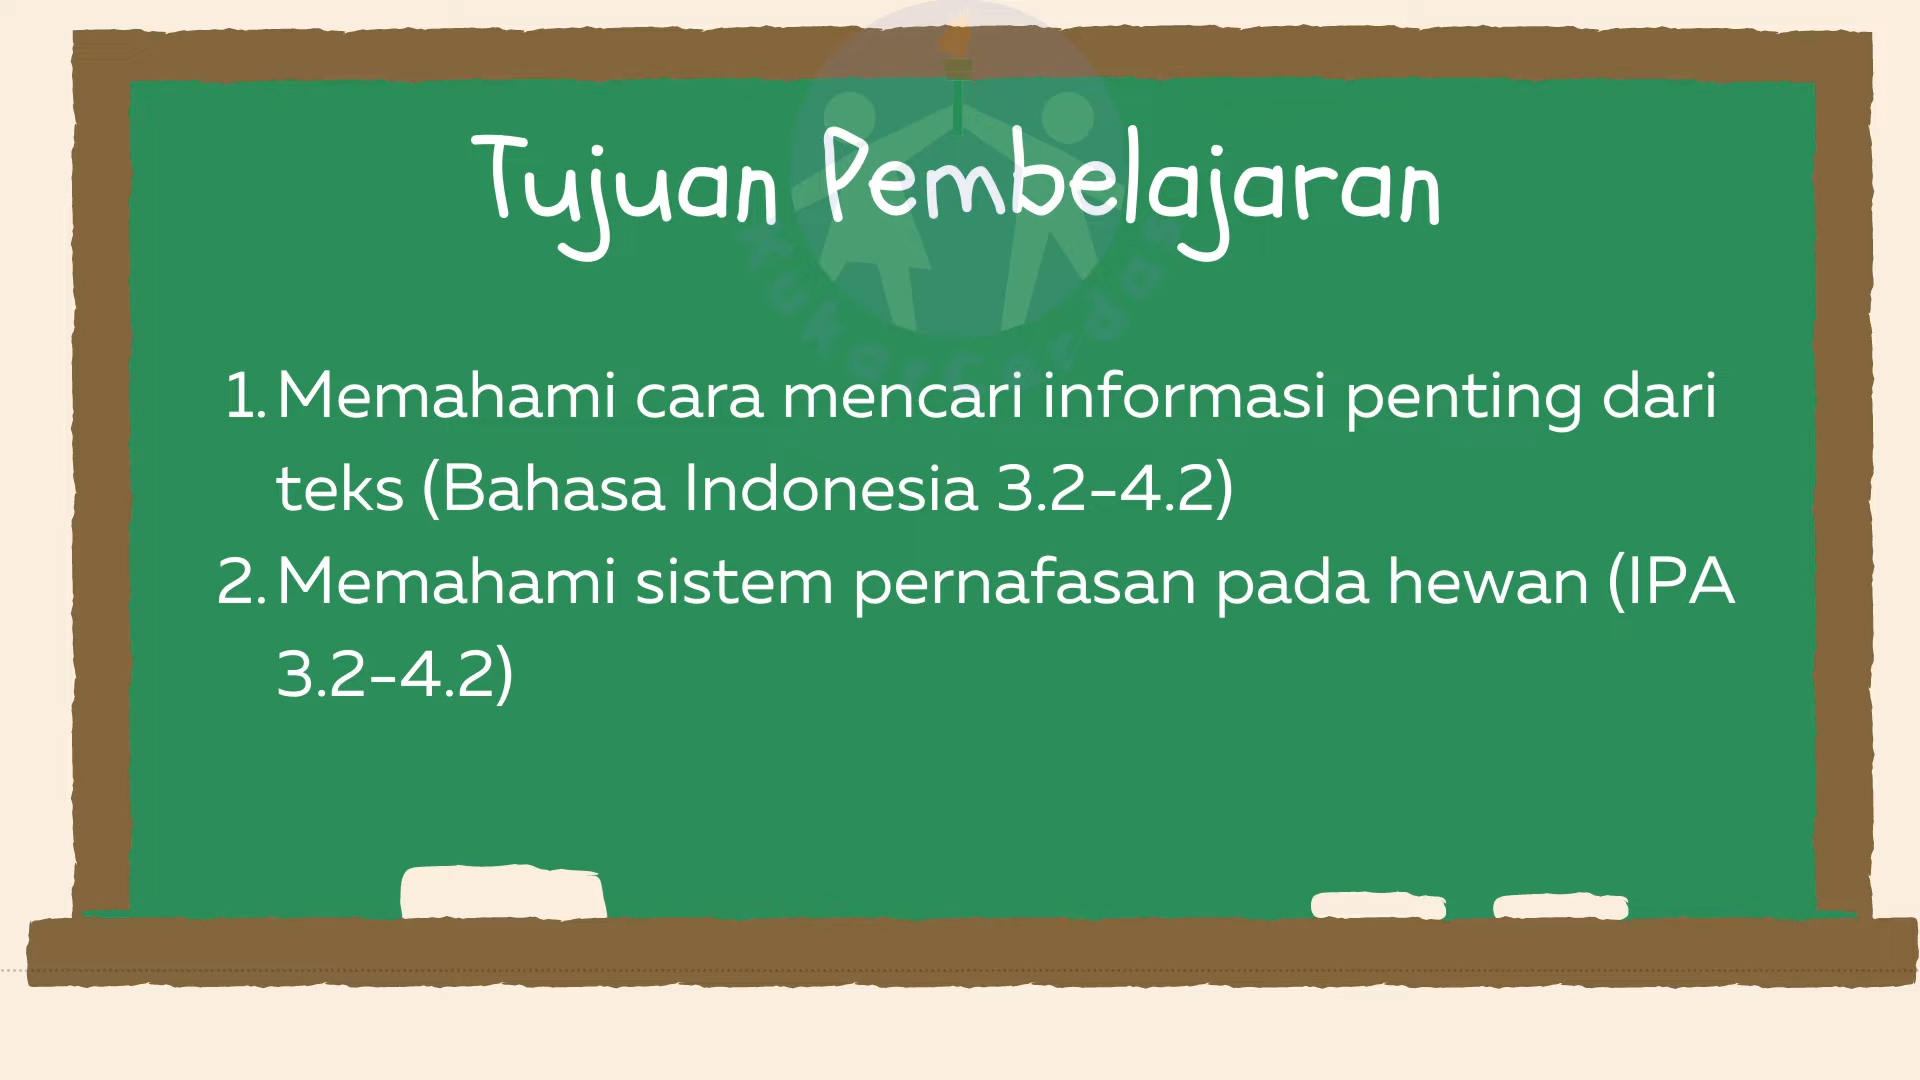 Tujuan Pembelajaran
1. Memahami cara mencari informasi penting dari
teks (Bahasa Indonesia 3.2-4.2)
2. Memahami sistem pernafasan pada hewan (IPA
3.2-4.2)
KukarCerdas